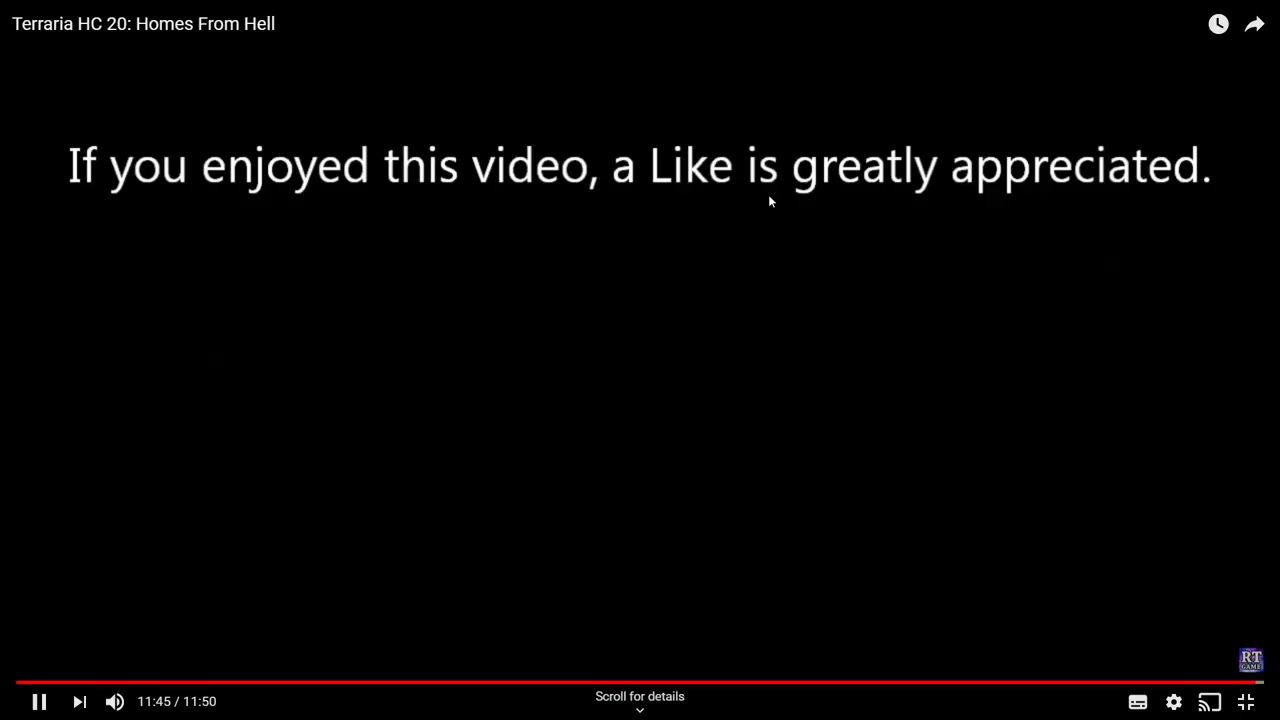 Terraria HC 20: Homes From Hell
If you enjoyed this video, a Like is greatly appreciated.
RT
GAME
11:45 / 11:50
Scroll for details